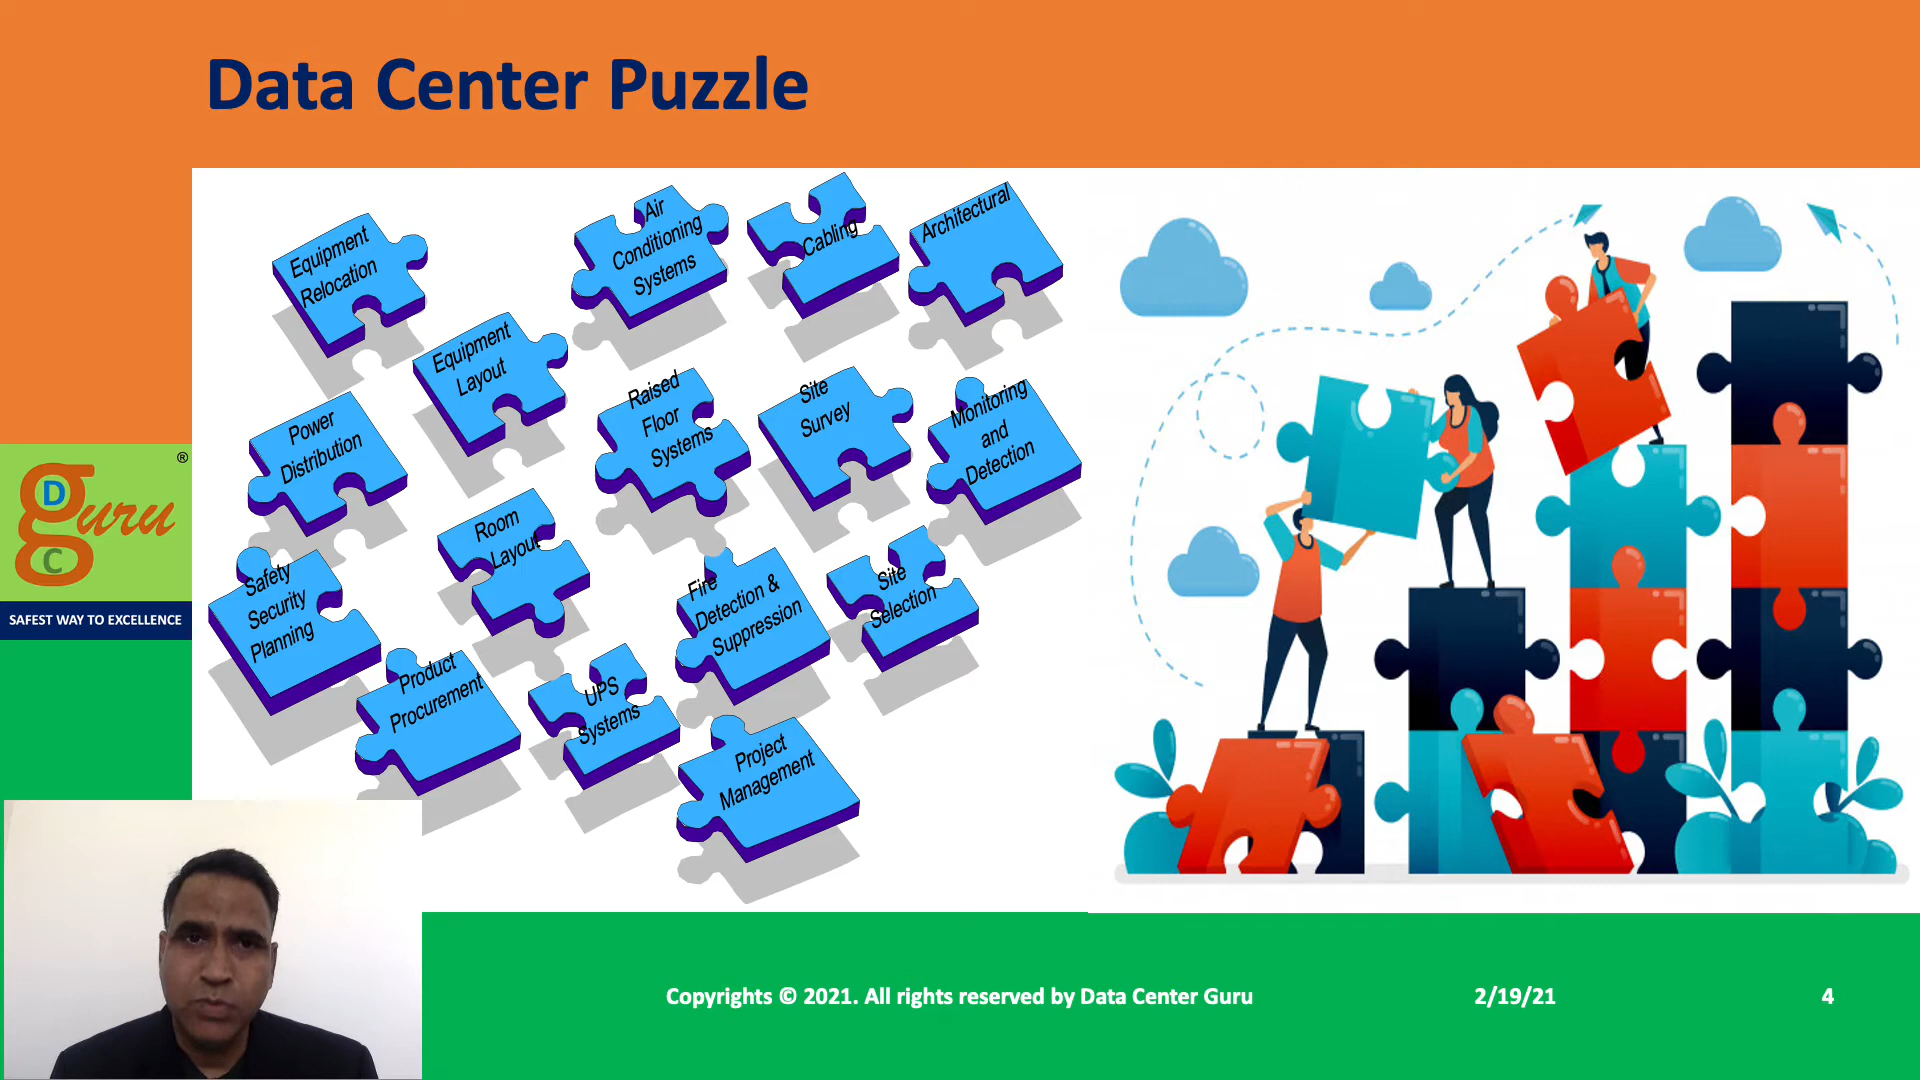 Data Center Puzzle
Equipment
Relocation
Air
Conditioning
Systems
Cabling
Architectural
Equipment
Layout
Raised
Floor
Systems
Site
Survey
Monitoring
and
Detection
Power
Distribution
Room
Layout
Fire
Detection &
Suppression
Site
Selection
Safety
Security
Planning
Product
Procurement
UPS
Systems
Project
Management
D
guru
C
®
SAFEST WAY TO EXCELLENCE
Copyrights © 2021. All rights reserved by Data Center Guru
2/19/21
4